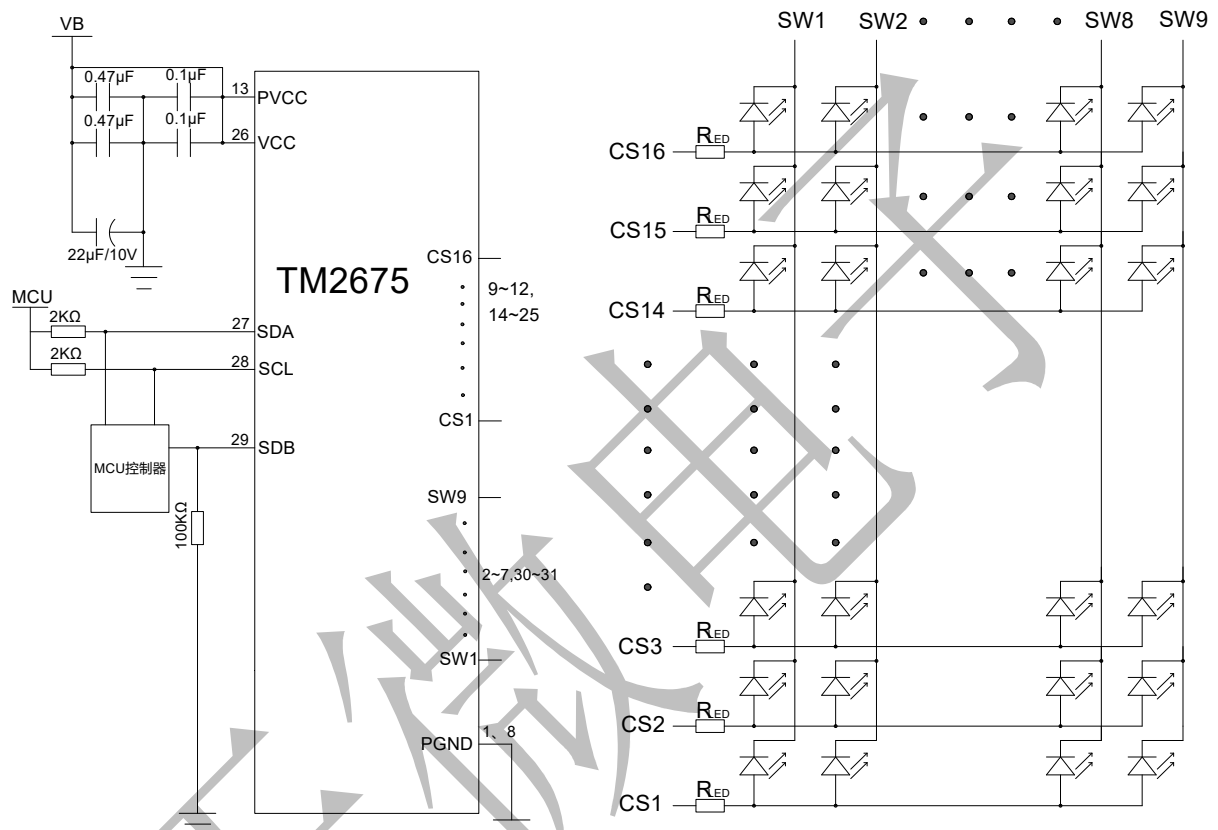 VB
0.47μF
0.1μF
13
PVCC
0.47μF
0.1μF
26
VCC
22μF/10V
TM2675
MCU
2KΩ
27
SDA
2KΩ
28
SCL
MCU控制器
29
SDB
100KΩ
CS16
9~12,
14~25
CS1
SW9
2~7,30~31
SW1
PGND
1、8
SW1 SW2 SW8 SW9
CS16 RED
CS15 RED
CS14 RED
CS3 RED
CS2 RED
CS1 RED
微电子